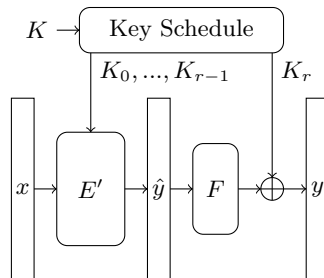 K Key Schedule
K_0, ..., K_{r-1} K_r
x E' ŷ F y